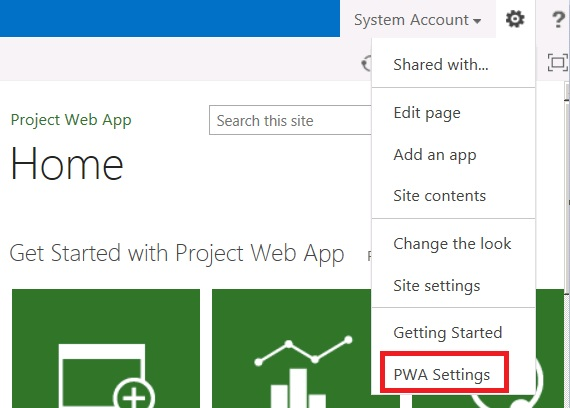 System Account
?
Shared with...
Project Web App
Search this site
Edit page
Home
Add an app
Site contents
Get Started with Project Web App
Change the look
Site settings
Getting Started
PWA Settings